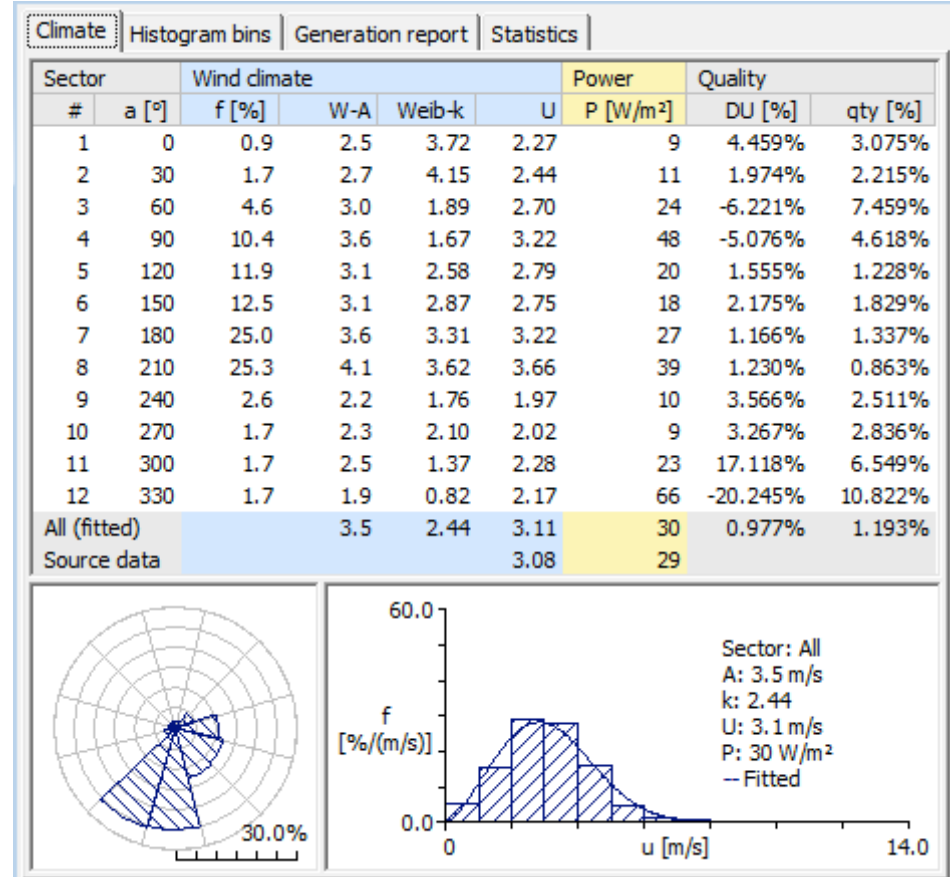 Climate Histogram bins Generation report Statistics
Sector Wind climate Power Quality
# a [°] f [%] W-A Weib-k U P [W/m²] DU [%] qty [%]
1 0 0.9 2.5 3.72 2.27 9 4.459% 3.075%
2 30 1.7 2.7 4.15 2.44 11 1.974% 2.215%
3 60 4.6 3.0 1.89 2.70 24 -6.221% 7.459%
4 90 10.4 3.6 1.67 3.22 48 -5.076% 4.618%
5 120 11.9 3.1 2.58 2.79 20 1.555% 1.228%
6 150 12.5 3.1 2.87 2.75 18 2.175% 1.829%
7 180 25.0 3.6 3.31 3.22 27 1.166% 1.337%
8 210 25.3 4.1 3.62 3.66 39 1.230% 0.863%
9 240 2.6 2.2 1.76 1.97 10 3.566% 2.511%
10 270 1.7 2.3 2.10 2.02 9 3.267% 2.836%
11 300 1.7 2.5 1.37 2.28 23 17.118% 6.549%
12 330 1.7 1.9 0.82 2.17 66 -20.245% 10.822%
All (fitted) 3.5 2.44 3.11 30 0.977% 1.193%
Source data 3.08 29
30.0%
60.0
f
[%/(m/s)]
0.0
0 u [m/s] 14.0
Sector: All
A: 3.5 m/s
k: 2.44
U: 3.1 m/s
P: 30 W/m²
-- Fitted